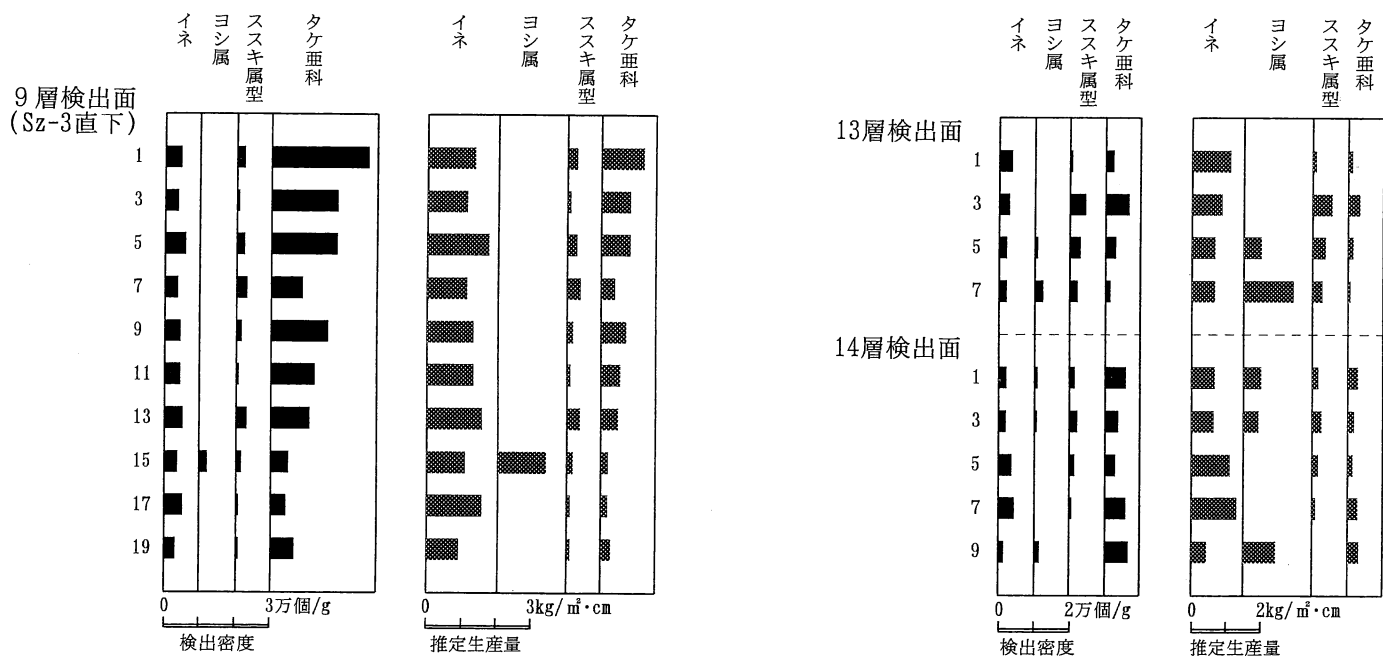 イネ
ヨシ属
ススキ属型
タケ亜科
イネ
ヨシ属
ススキ属型
タケ亜科
9層検出面
(Sz-3直下)
1
3
5
7
9
11
13
15
17
19
0 3万個/g
検出密度
0 3kg/㎡·cm
推定生産量
イネ
ヨシ属
ススキ属型
タケ亜科
イネ
ヨシ属
ススキ属型
タケ亜科
13層検出面
1
3
5
7
14層検出面
1
3
5
7
9
0 2万個/g
検出密度
0 2kg/㎡·cm
推定生産量